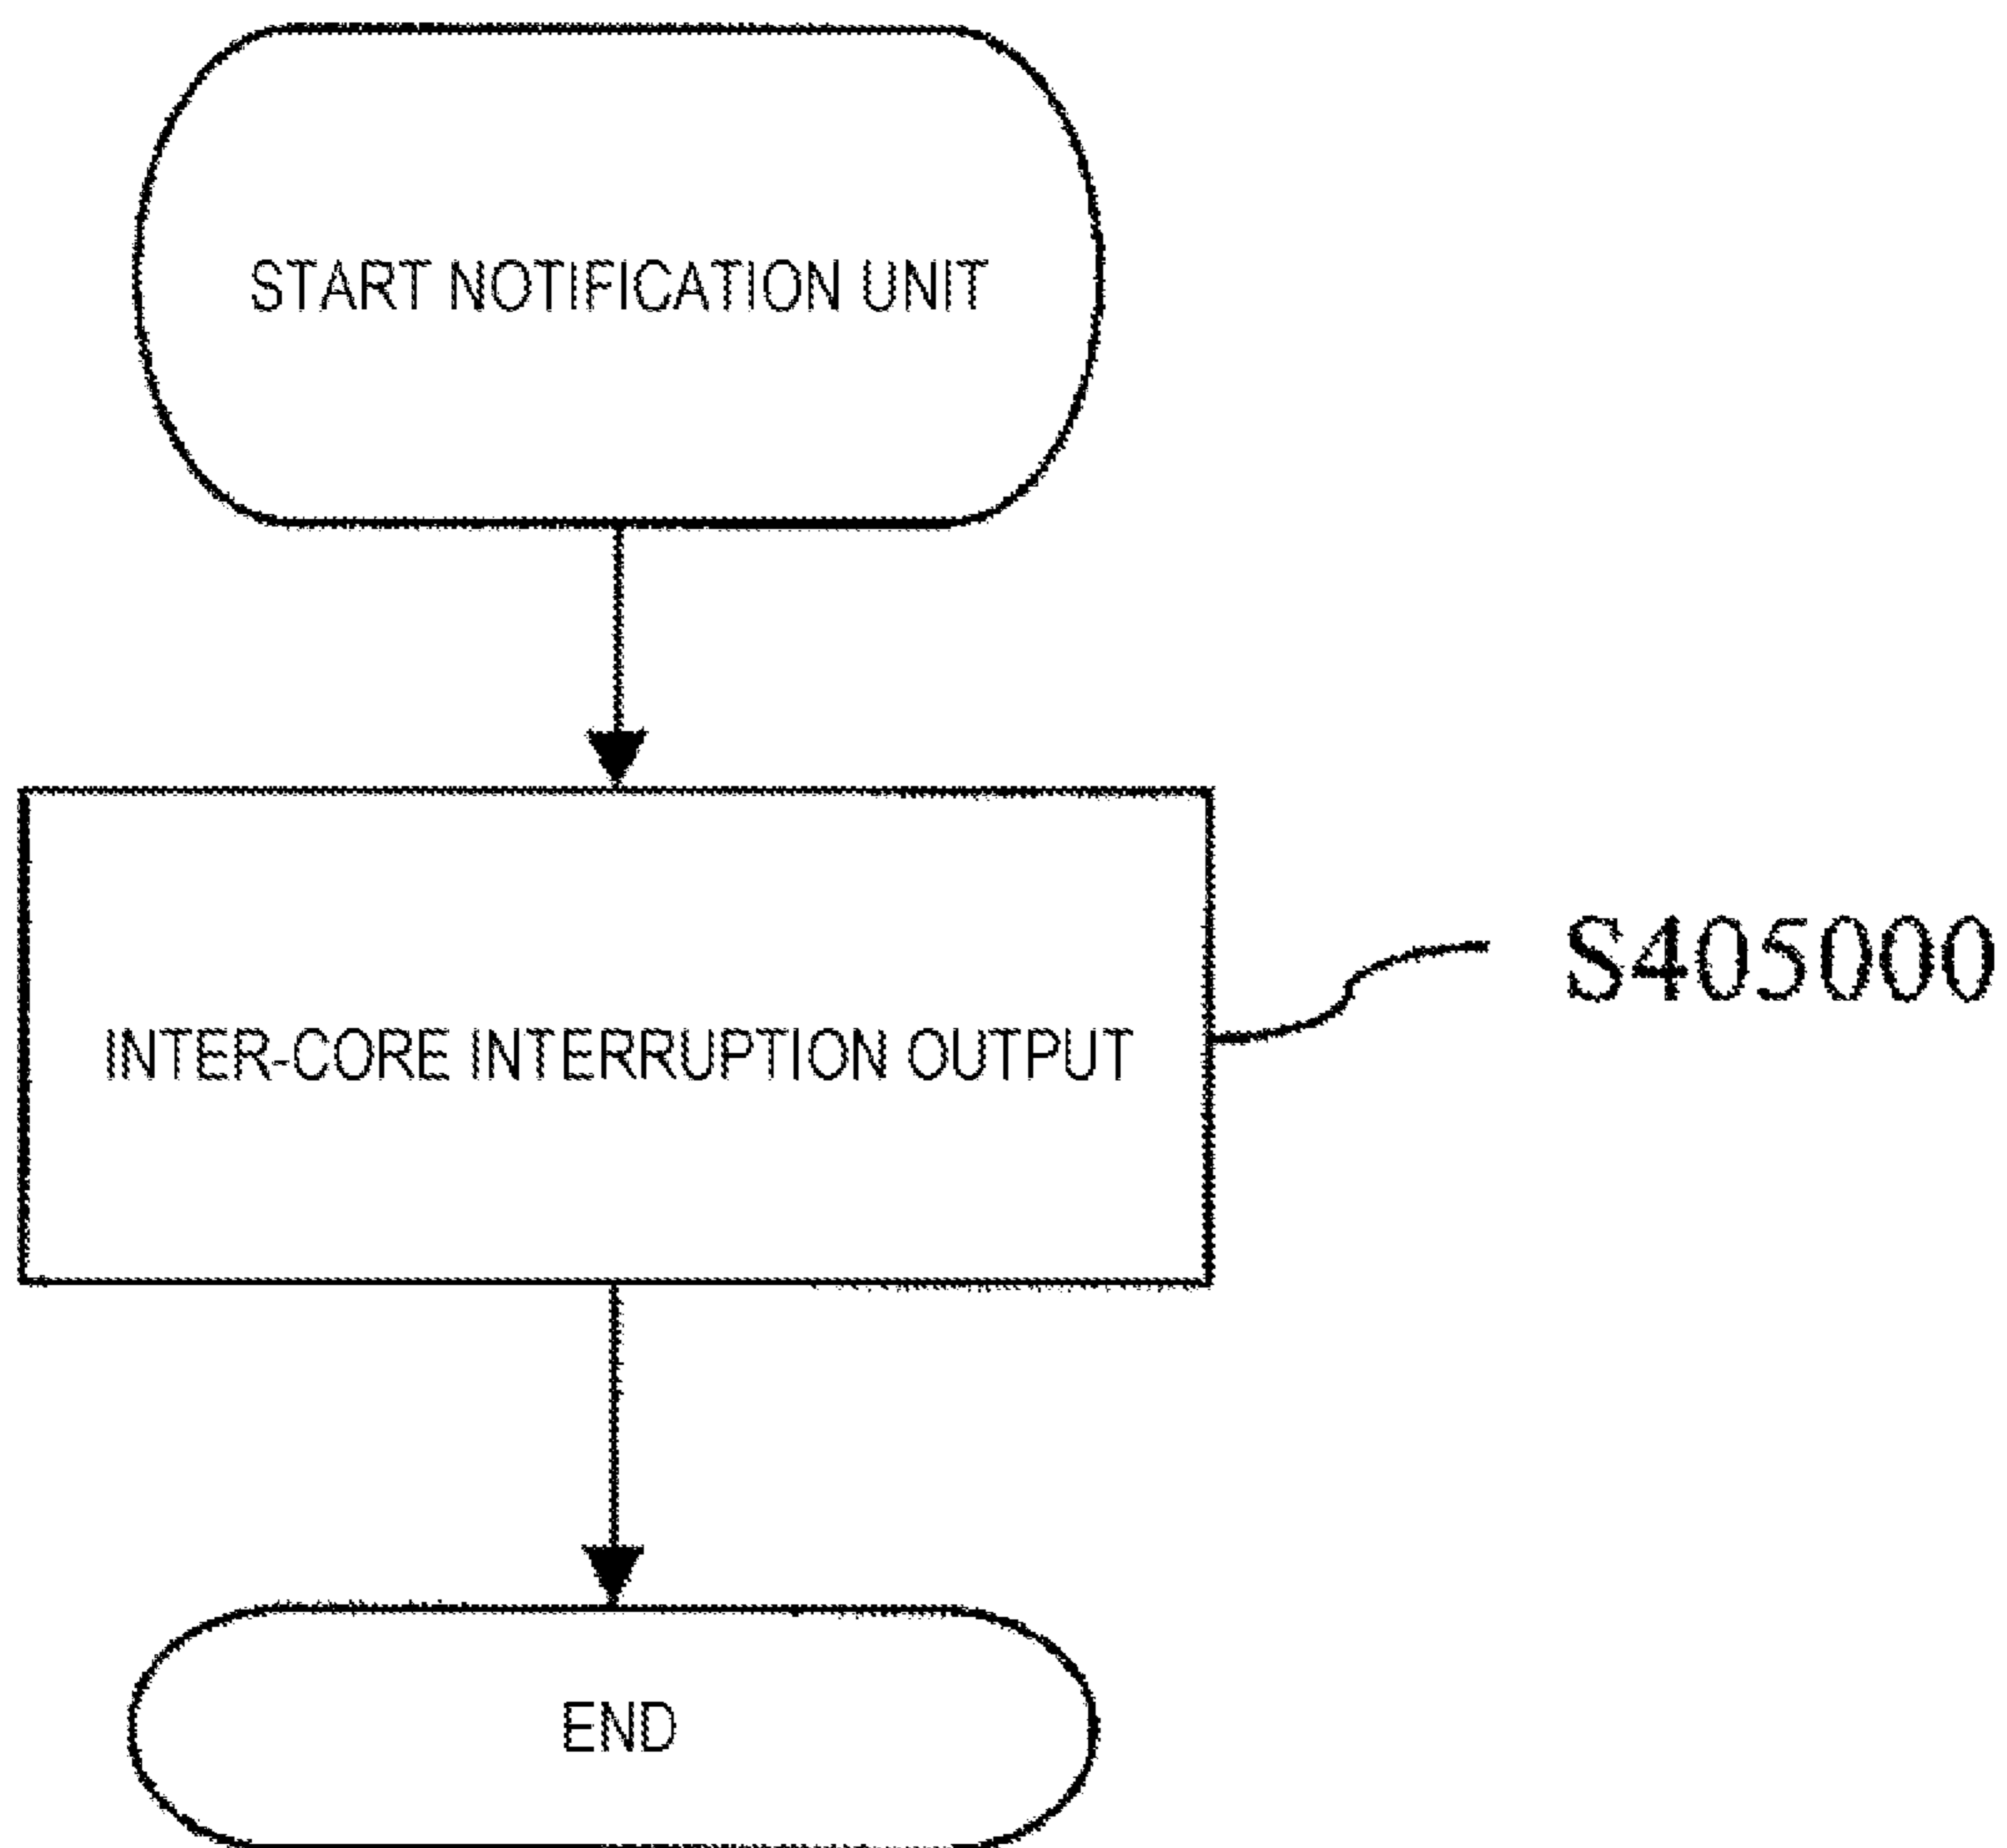 START NOTIFICATION UNIT
INTER-CORE INTERRUPTION OUTPUT
S405000
END